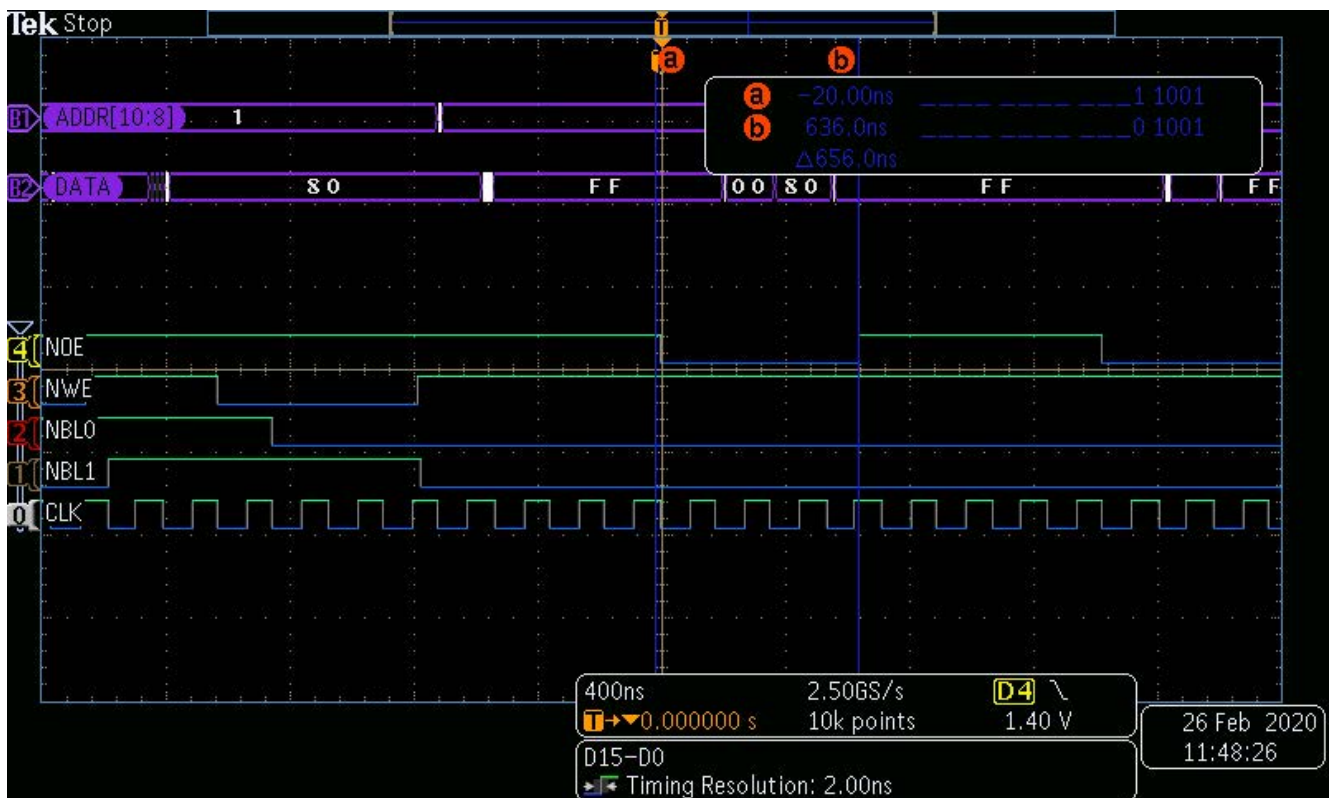 Tek Stop
T
a b
a -20.00ns ____ ____ ___1 1001
b 636.0ns ____ ____ ___0 1001
△656.0ns
B1 ADDR[10:8] 1
B2 DATA 80 FF 00 80 FF FF
4 NOE
3 NWE
2 NBL0
1 NBL1
0 CLK
400ns 2.50GS/s D4 \
T→▼0.000000 s 10k points 1.40 V
26 Feb 2020
11:48:26
D15-D0
Timing Resolution: 2.00ns